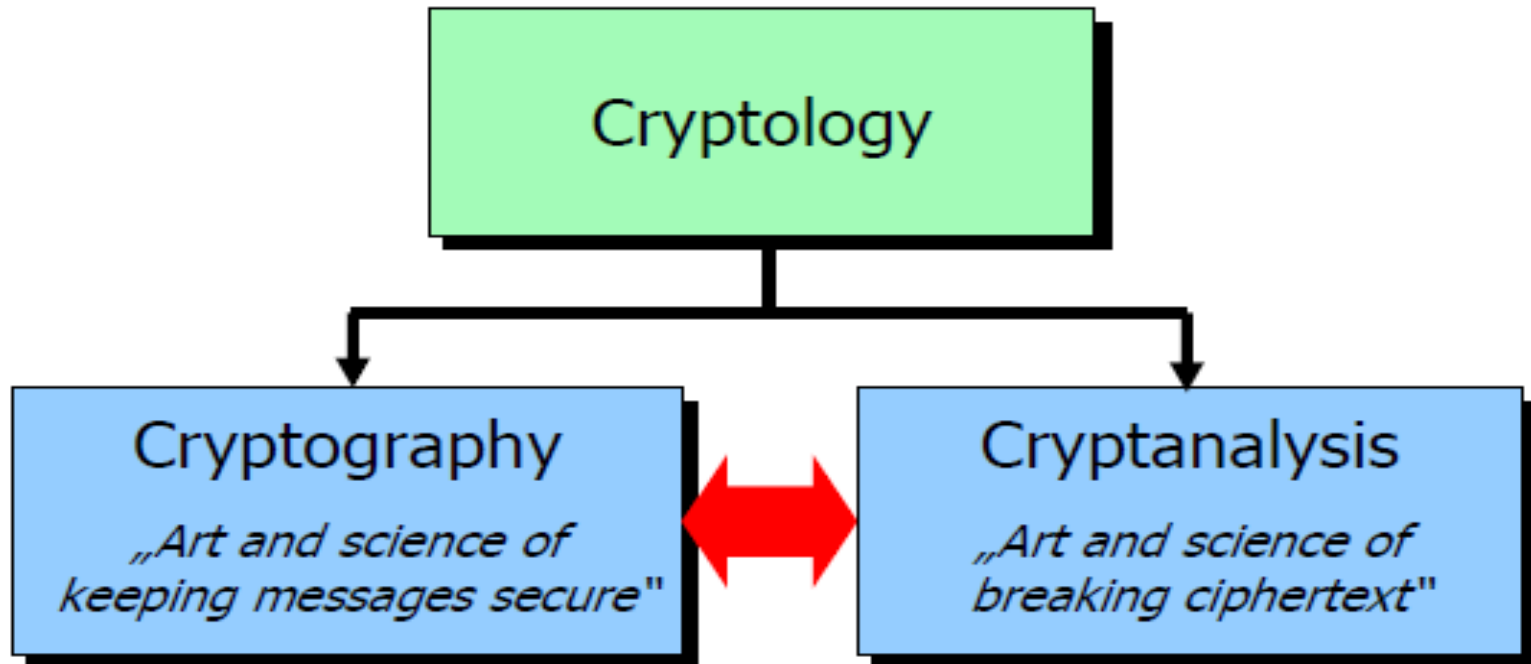 Cryptology
Cryptography
„Art and science of
keeping messages secure"
Cryptanalysis
„Art and science of
breaking ciphertext"